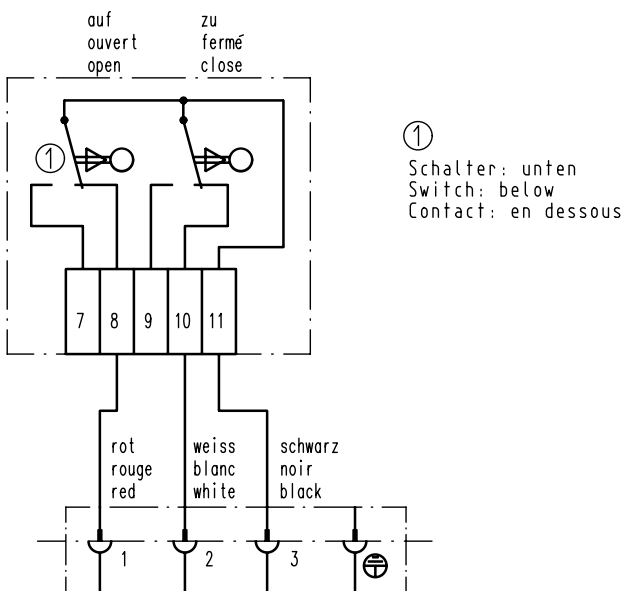 auf
ouvert
open
zu
fermé
close
1
1
Schalter: unten
Switch: below
Contact: en dessous
7 8 9 10 11
rot
rouge
red
weiss
blanc
white
schwarz
noir
black
1 2 3